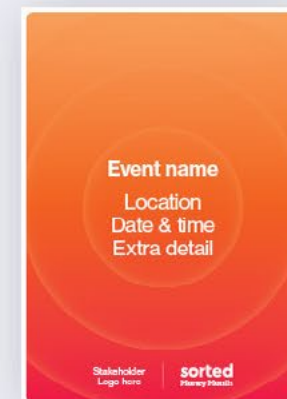 Event name
Location
Date & time
Extra detail
Stakeholder
Logo here
sorted
Money Month